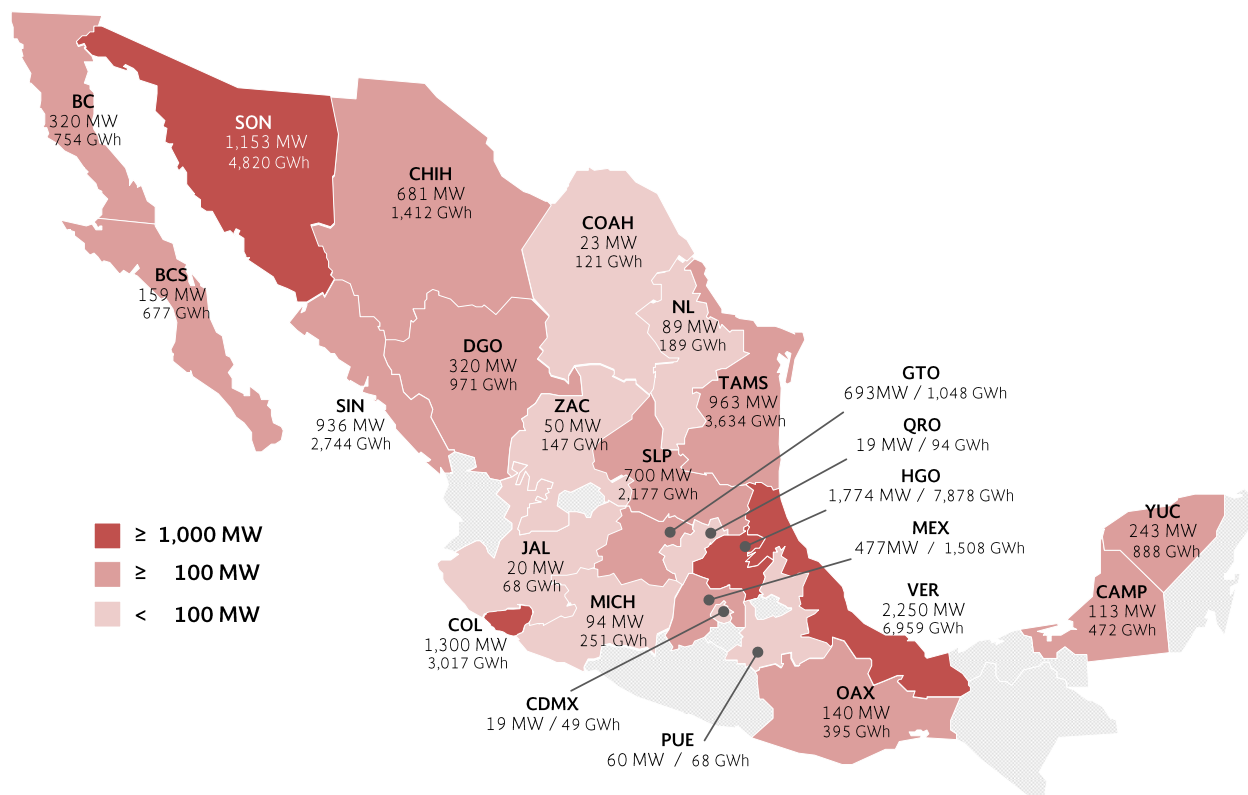 BC
320 MW
754 GWh
SON
1,153 MW
4,820 GWh
CHIH
681 MW
1,412 GWh
COAH
23 MW
121 GWh
BCS
159 MW
677 GWh
NL
89 MW
189 GWh
DGO
320 MW
971 GWh
TAMS
963 MW
3,634 GWh
GTO
693MW / 1,048 GWh
SIN
936 MW
2,744 GWh
ZAC
50 MW
147 GWh
QRO
19 MW / 94 GWh
SLP
700 MW
2,177 GWh
HGO
1,774 MW / 7,878 GWh
MEX
477MW / 1,508 GWh
YUC
243 MW
888 GWh
≥ 1,000 MW
≥ 100 MW
< 100 MW
JAL
20 MW
68 GWh
MICH
94 MW
251 GWh
VER
2,250 MW
6,959 GWh
CAMP
113 MW
472 GWh
COL
1,300 MW
3,017 GWh
CDMX
19 MW / 49 GWh
OAX
140 MW
395 GWh
PUE
60 MW / 68 GWh